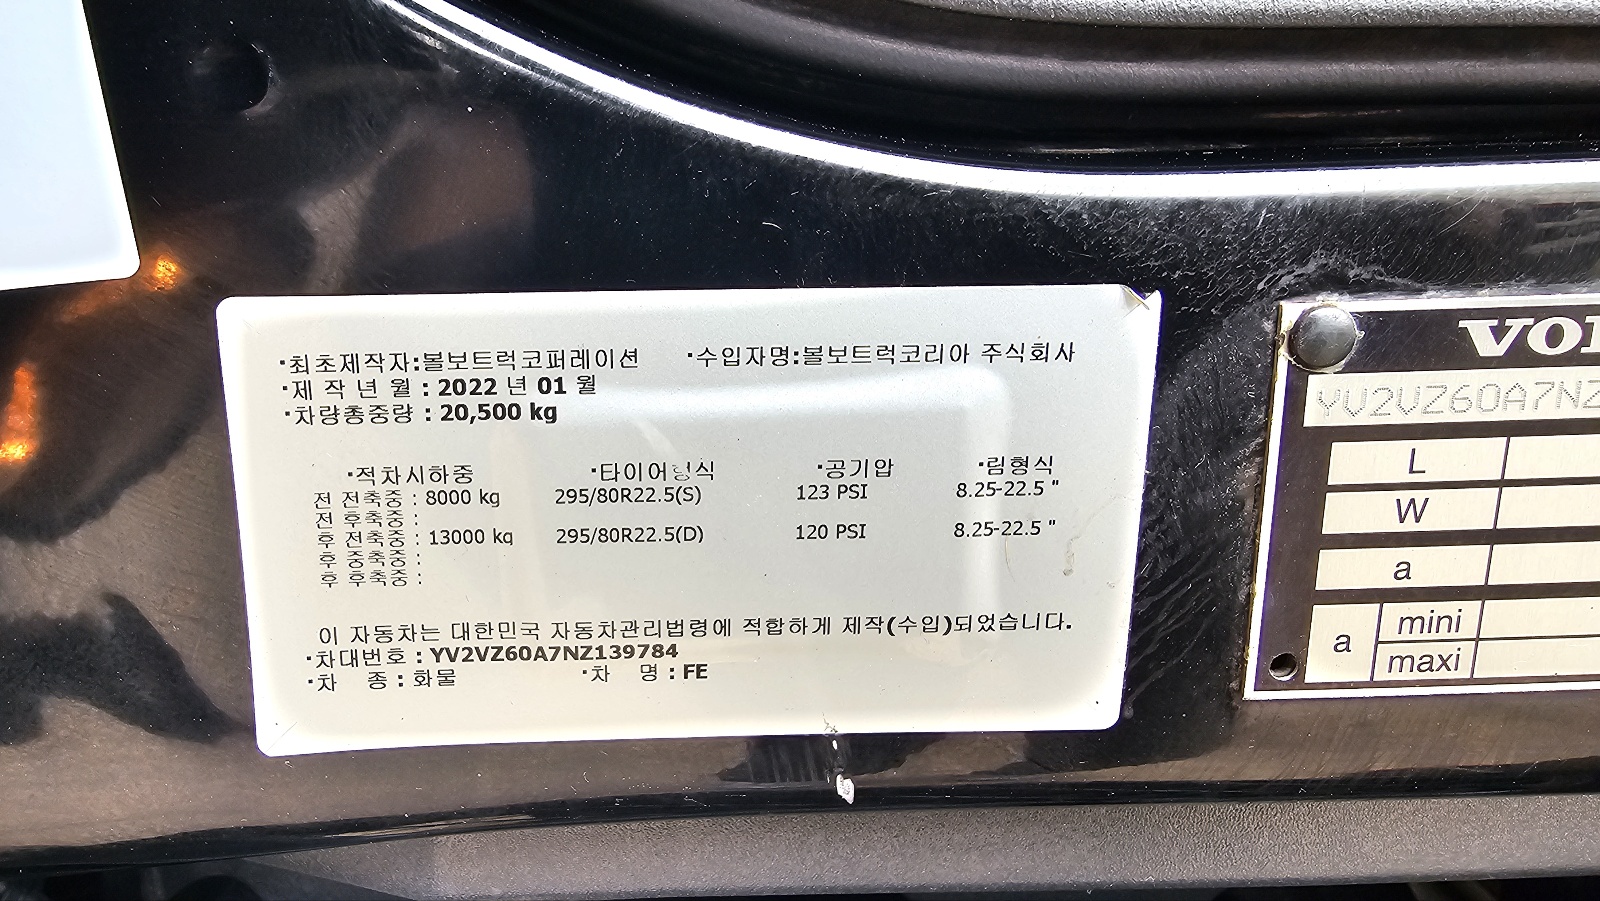 ·최초제작자:볼보트럭코퍼레이션 ·수입자명:볼보트럭코리아 주식회사
·제 작 년 월 : 2022 년 01 월
·차량총중량 : 20,500 kg
·적차시하중 ·타이어형식 ·공기압 ·림형식
전 전축중 : 8000 kg 295/80R22.5(S) 123 PSI 8.25-22.5 "
전 후축중 :
후 전축중 : 13000 kg 295/80R22.5(D) 120 PSI 8.25-22.5 "
후 중축중 :
후 후축중 :
이 자동차는 대한민국 자동차관리법령에 적합하게 제작(수입)되었습니다.
·차대번호 : YV2VZ60A7NZ139784
·차 종 : 화물 ·차 명 : FE
VOL
YV2VZ60A7NZ
L
W
a
a mini
maxi